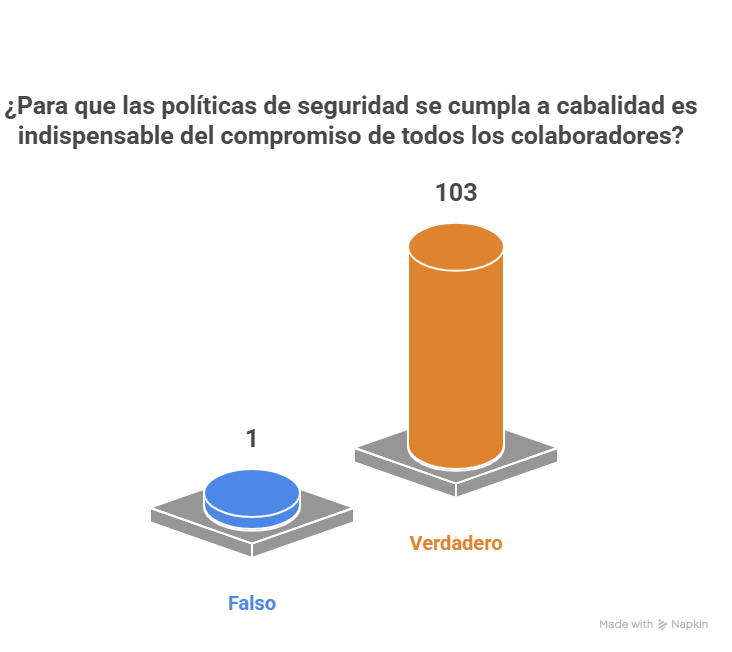 ¿Para que las políticas de seguridad se cumpla a cabalidad es
indispensable del compromiso de todos los colaboradores?
103
1
Verdadero
Falso
Made with Napkin